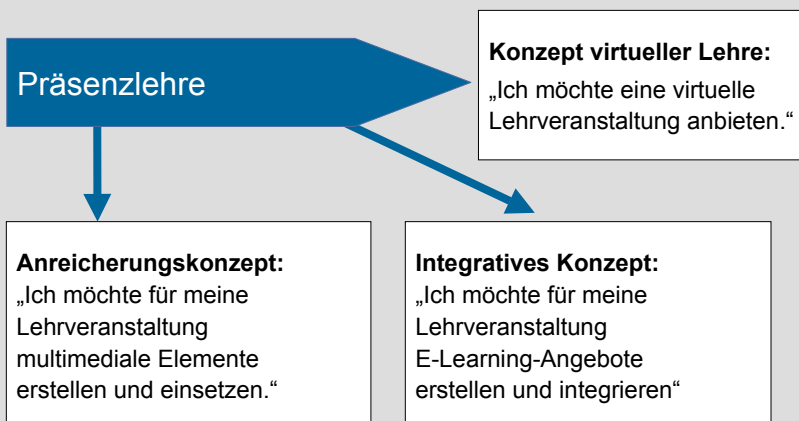 Präsenzlehre
Konzept virtueller Lehre:
„Ich möchte eine virtuelle
Lehrveranstaltung anbieten.“
Anreicherungskonzept:
„Ich möchte für meine
Lehrveranstaltung
multimediale Elemente
erstellen und einsetzen.“
Integratives Konzept:
„Ich möchte für meine
Lehrveranstaltung
E-Learning-Angebote
erstellen und integrieren“